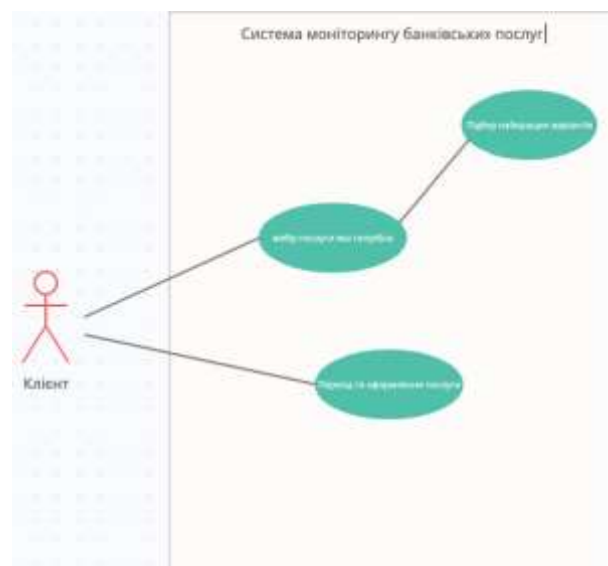 Система моніторингу банківських послуг
Підбір найкращих варіантів
вибір послуги яка потрібна
Перехід та оформлення послуги
Клієнт